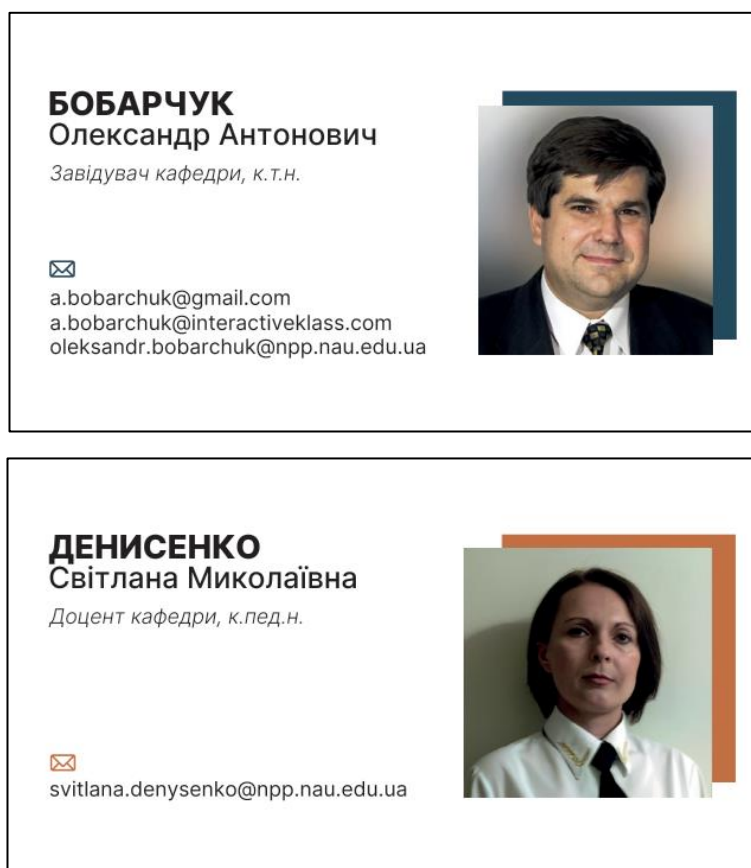 БОБАРЧУК
Олександр Антонович
Завідувач кафедри, к.т.н.
a.bobarchuk@gmail.com
a.bobarchuk@interactiveklass.com
oleksandr.bobarchuk@npp.nau.edu.ua
ДЕНИСЕНКО
Світлана Миколаївна
Доцент кафедри, к.пед.н.
svitlana.denysenko@npp.nau.edu.ua